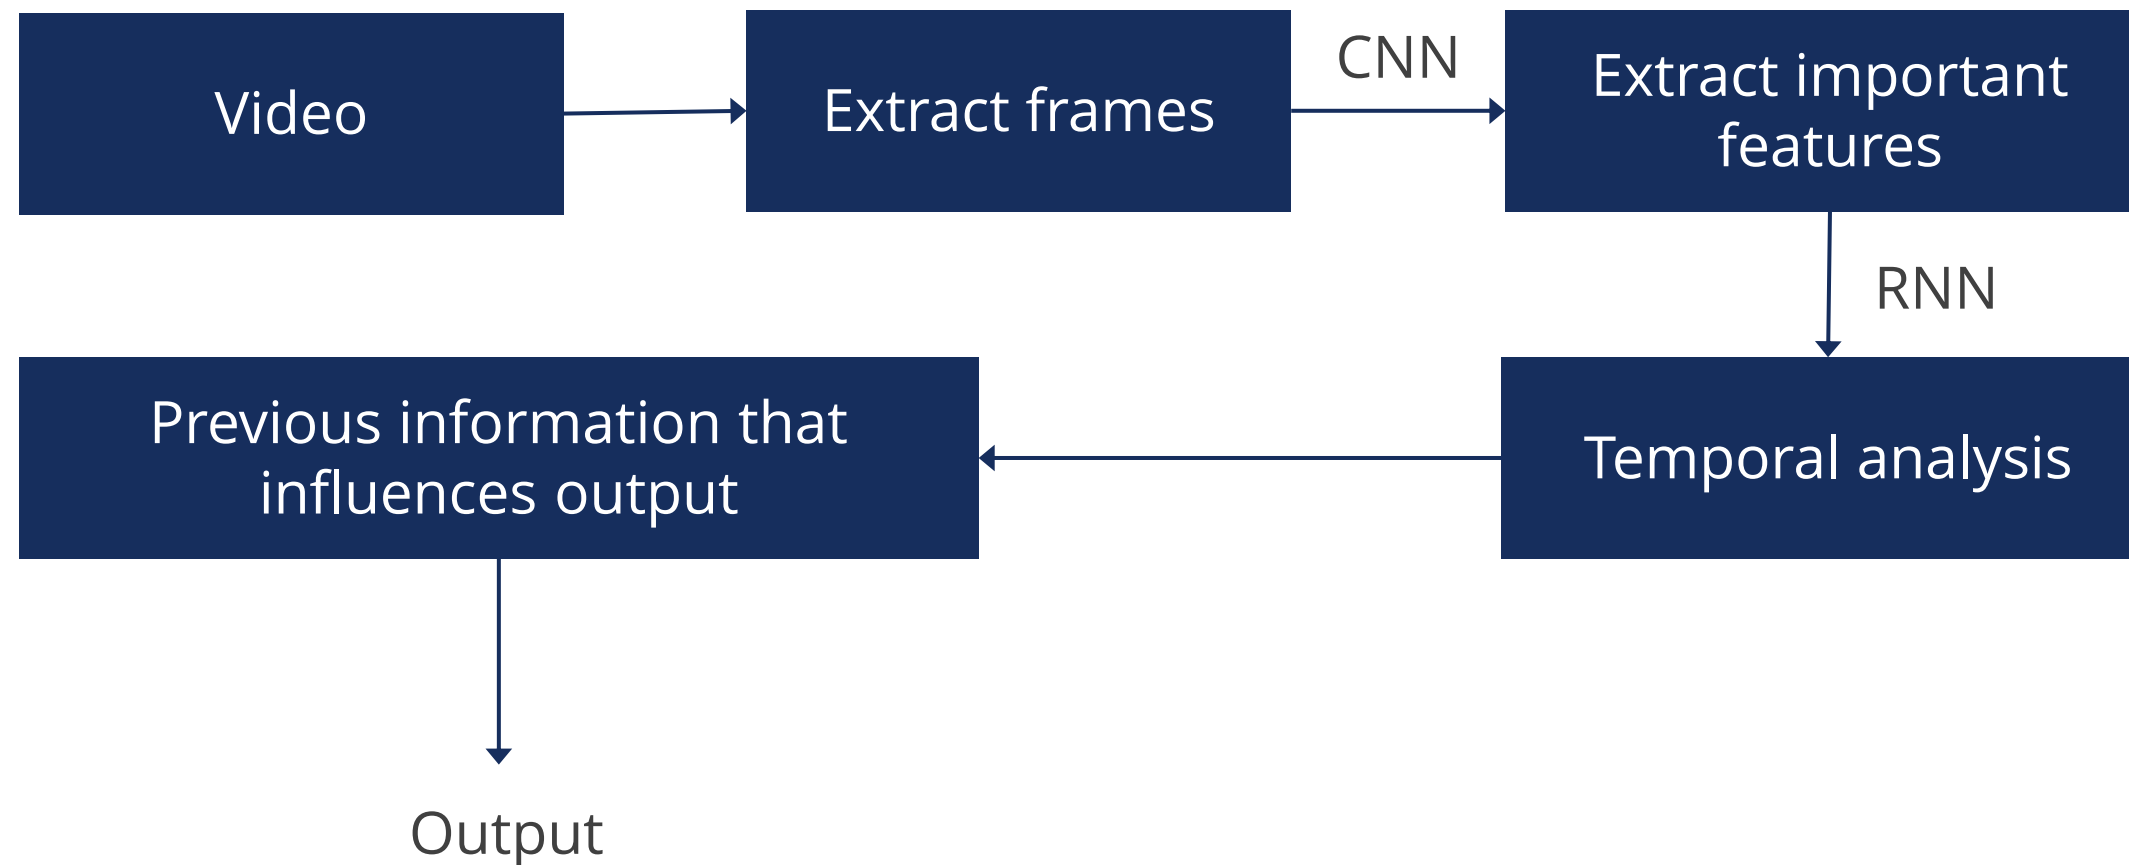 Video
Extract frames
CNN
Extract important
features
RNN
Temporal analysis
Previous information that
influences output
Output